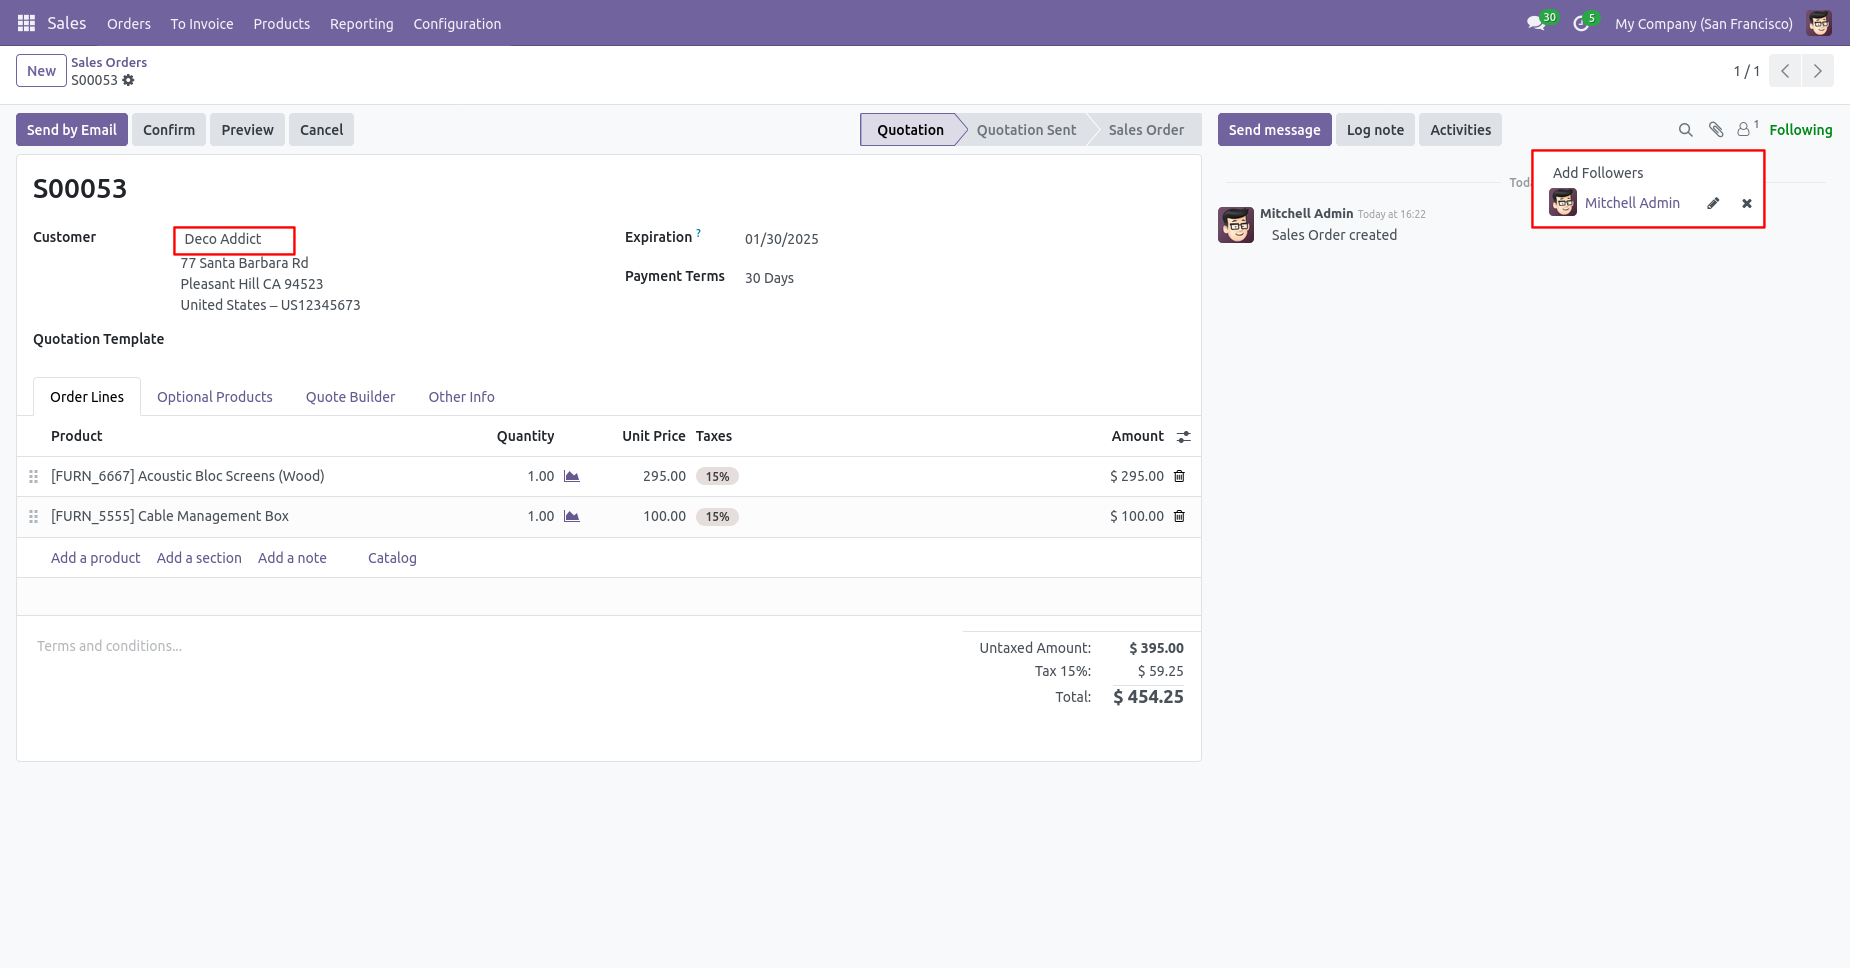 Sales Orders To Invoice Products Reporting Configuration 30 5 My Company (San Francisco)
New Sales Orders
S00053 1 / 1
Send by Email Confirm Preview Cancel Quotation Quotation Sent Sales Order Send message Log note Activities 1 Following
S00053
Customer Deco Addict
77 Santa Barbara Rd
Pleasant Hill CA 94523
United States – US12345673
Expiration ? 01/30/2025
Payment Terms 30 Days
Quotation Template
Order Lines Optional Products Quote Builder Other Info
Product Quantity Unit Price Taxes Amount
[FURN_6667] Acoustic Bloc Screens (Wood) 1.00 295.00 15% $ 295.00
[FURN_5555] Cable Management Box 1.00 100.00 15% $ 100.00
Add a product Add a section Add a note Catalog
Terms and conditions...
Untaxed Amount: $ 395.00
Tax 15%: $ 59.25
Total: $ 454.25
Add Followers
Mitchell Admin
Mitchell Admin Today at 16:22
Sales Order created